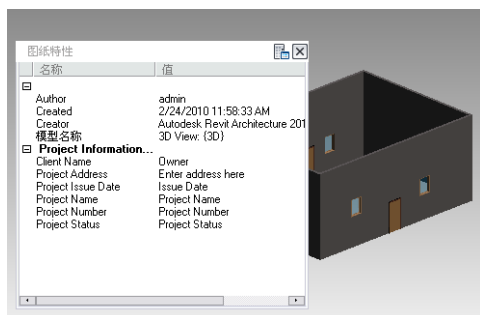 图纸特性
名称 值
Author admin
Created 2/24/2010 11:58:33 AM
Creator Autodesk Revit Architecture 201
模型名称 3D View: {3D}
Project Information...
Client Name Owner
Project Address Enter address here
Project Issue Date Issue Date
Project Name Project Name
Project Number Project Number
Project Status Project Status